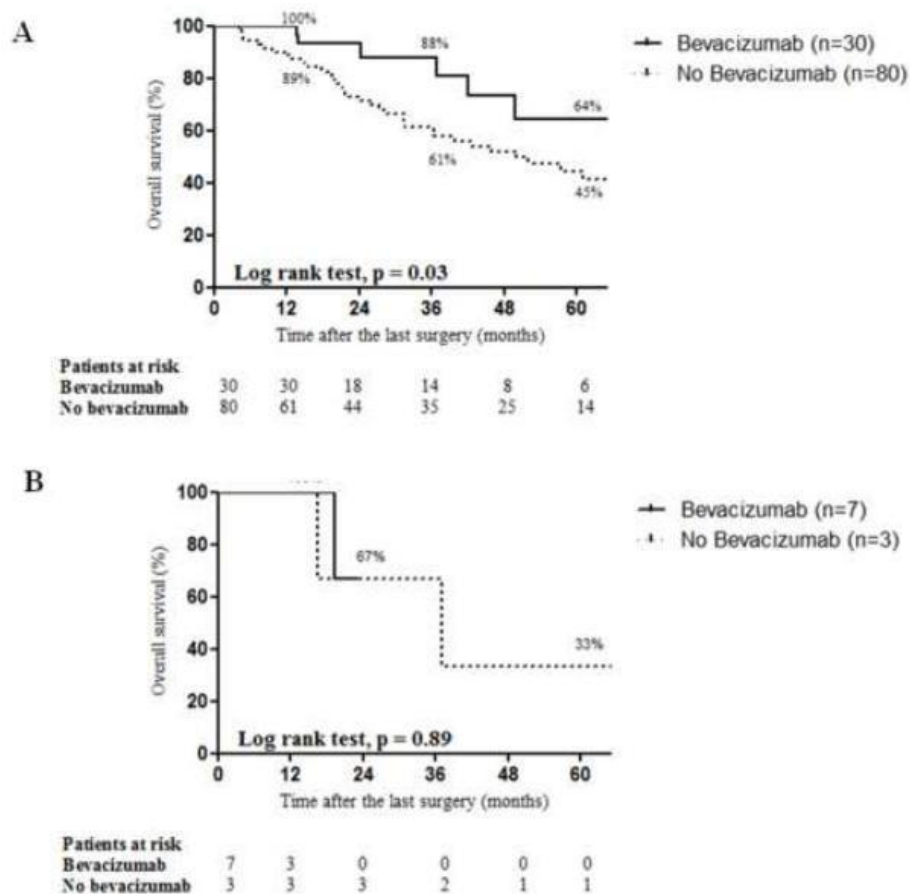 A
Overall survival (%)
100
80
60
40
20
0
100%
89%
88%
61%
64%
45%
Log rank test, p = 0.03
0 12 24 36 48 60
Time after the last surgery (months)
Bevacizumab (n=30)
No Bevacizumab (n=80)
Patients at risk
Bevacizumab 30 30 18 14 8 6
No bevacizumab 80 61 44 35 25 14
B
Overall survival (%)
100
80
60
40
20
0
67%
33%
Log rank test, p = 0.89
0 12 24 36 48 60
Time after the last surgery (months)
Bevacizumab (n=7)
No Bevacizumab (n=3)
Patients at risk
Bevacizumab 7 3 0 0 0 0
No bevacizumab 3 3 3 2 1 1